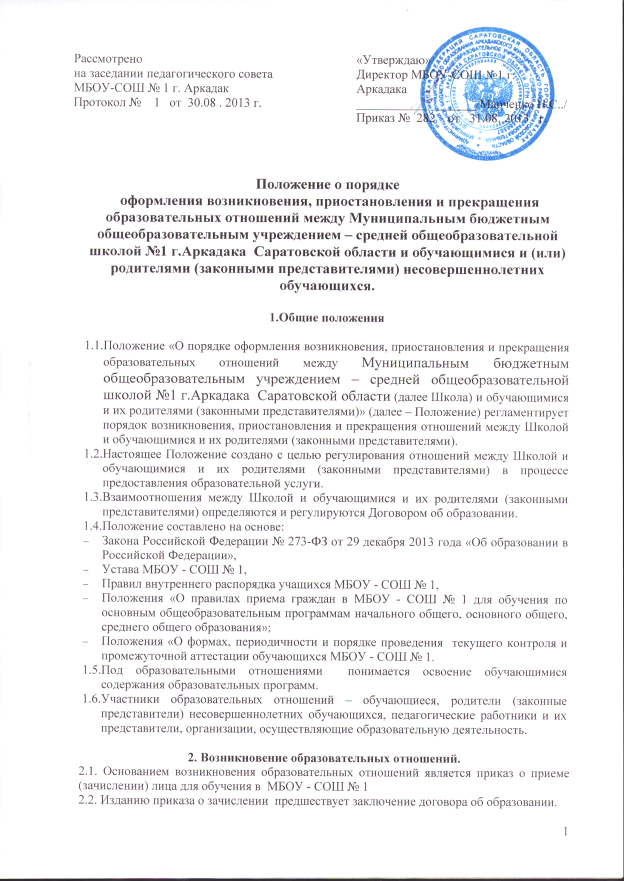 Рассмотрено
на заседании педагогического совета
МБОУ-СОШ № 1 г. Аркадак
Протокол № 1 от 30.08 . 2013 г.
«Утверждаю»
Директор МБОУ-СОШ №1 г.
Аркадака
/Марченко
Приказ № 282 от 31.08. 2013 г
Положение о порядке
оформления возникновения, приостановления и прекращения
образовательных отношений между Муниципальным бюджетным
общеобразовательным учреждением – средней общеобразовательной
школой №1 г.Аркадака Саратовской области и обучающимися и (или)
родителями (законными представителями) несовершеннолетних
обучающихся.
1.Общие положения
1.1.Положение «О порядке оформления возникновения, приостановления и прекращения
образовательных отношений между Муниципальным бюджетным
общеобразовательным учреждением – средней общеобразовательной
школой №1 г.Аркадака Саратовской области (далее Школа) и обучающимися
и их родителями (законными представителями)» (далее – Положение) регламентирует
порядок возникновения, приостановления и прекращения отношений между Школой
и обучающимися и их родителями (законными представителями).
1.2.Настоящее Положение создано с целью регулирования отношений между Школой и
обучающимися и их родителями (законными представителями) в процессе
предоставления образовательной услуги.
1.3.Взаимоотношения между Школой и обучающимися и их родителями (законными
представителями) определяются и регулируются Договором об образовании.
1.4.Положение составлено на основе:
– Закона Российской Федерации № 273-ФЗ от 29 декабря 2013 года «Об образовании в
Российской Федерации»,
– Устава МБОУ - СОШ № 1,
– Правил внутреннего распорядка учащихся МБОУ - СОШ № 1,
– Положения «О правилах приема граждан в МБОУ - СОШ № 1 для обучения по
основным общеобразовательным программам начального общего, основного общего,
среднего общего образования»;
– Положения «О формах, периодичности и порядке проведения текущего контроля и
промежуточной аттестации обучающихся МБОУ - СОШ № 1.
1.5.Под образовательными отношениями понимается освоение обучающимися
содержания образовательных программ.
1.6.Участники образовательных отношений – обучающиеся, родители (законные
представители) несовершеннолетних обучающихся, педагогические работники и их
представители, организации, осуществляющие образовательную деятельность.
2. Возникновение образовательных отношений.
2.1. Основанием возникновения образовательных отношений является приказ о приеме
(зачислении) лица для обучения в МБОУ - СОШ № 1
2.2. Изданию приказа о зачислении предшествует заключение договора об образовании.
1